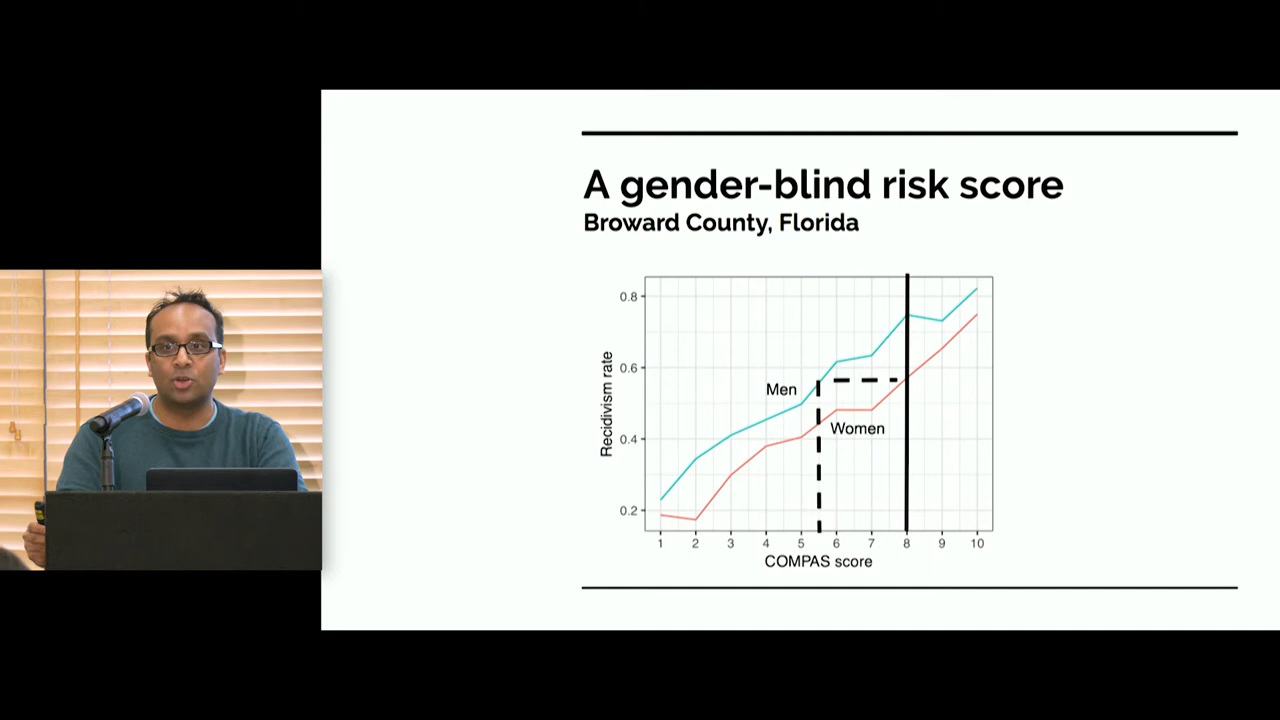 A gender-blind risk score
Broward County, Florida
0.8
0.6
0.4
0.2
Recidivism rate
Men
Women
1 2 3 4 5 6 7 8 9 10
COMPAS score